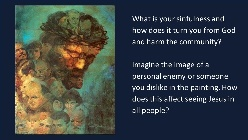 What is your sinfulness and
how does it turn you from God
and harm the community?
Imagine the image of a
personal enemy or someone
you dislike in the painting. How
does this affect seeing Jesus in
all people?